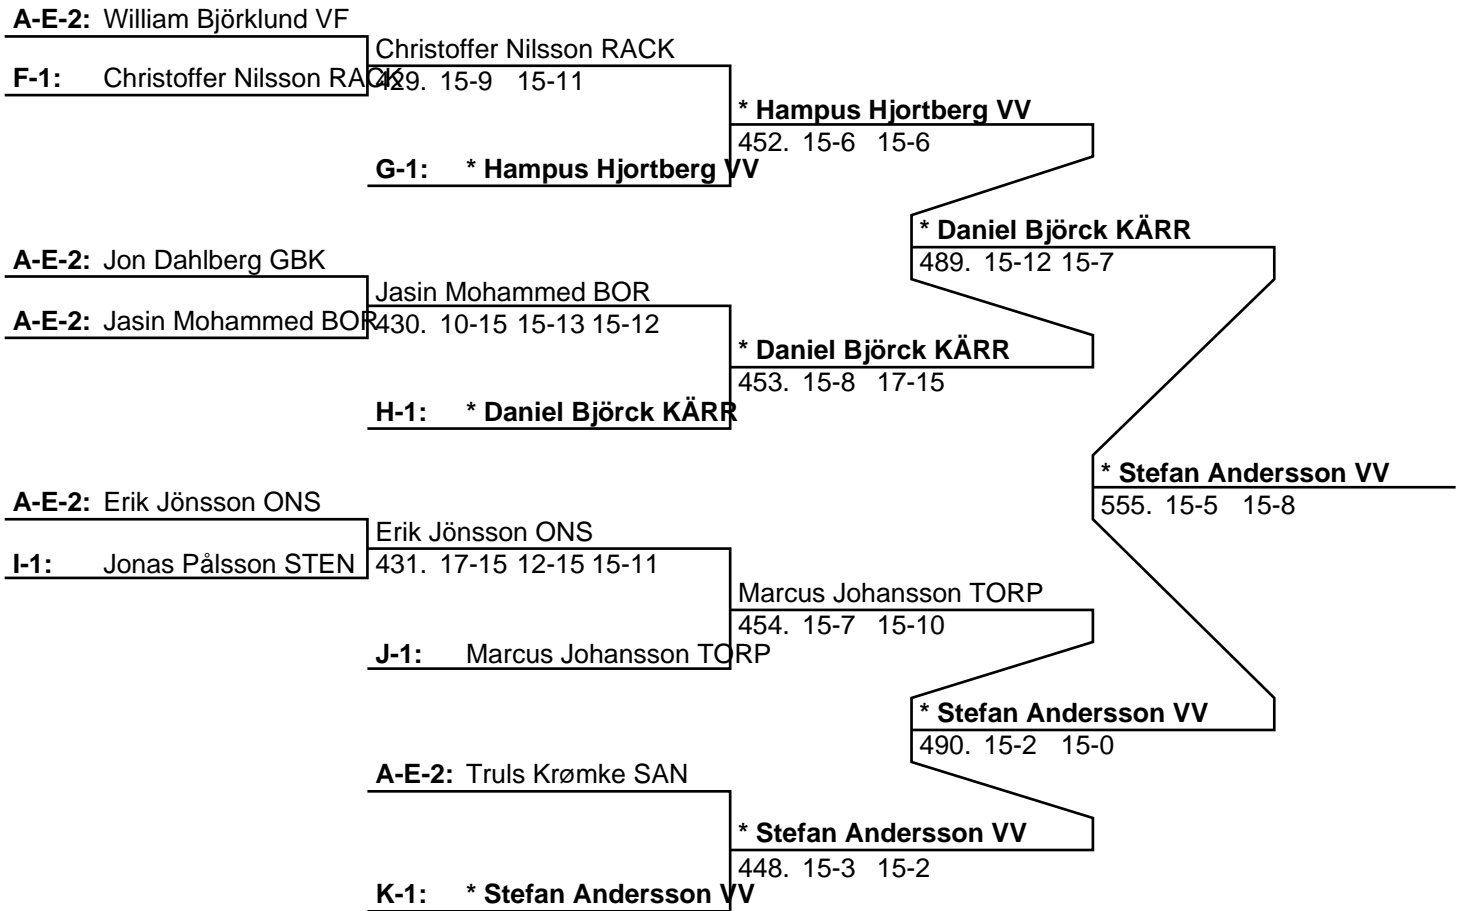 A-E-2: William Björklund VF
Christoffer Nilsson RACK
F-1: Christoffer Nilsson RACK
429. 15-9 15-11
* Hampus Hjortberg VV
452. 15-6 15-6
G-1: * Hampus Hjortberg VV
* Daniel Björck KÄRR
489. 15-12 15-7
A-E-2: Jon Dahlberg GBK
Jasin Mohammed BOR
A-E-2: Jasin Mohammed BOR
430. 10-15 15-13 15-12
* Daniel Björck KÄRR
453. 15-8 17-15
H-1: * Daniel Björck KÄRR
* Stefan Andersson VV
555. 15-5 15-8
A-E-2: Erik Jönsson ONS
Erik Jönsson ONS
I-1: Jonas Pålsson STEN
431. 17-15 12-15 15-11
Marcus Johansson TORP
454. 15-7 15-10
J-1: Marcus Johansson TORP
* Stefan Andersson VV
490. 15-2 15-0
A-E-2: Truls Krømke SAN
* Stefan Andersson VV
448. 15-3 15-2
K-1: * Stefan Andersson VV